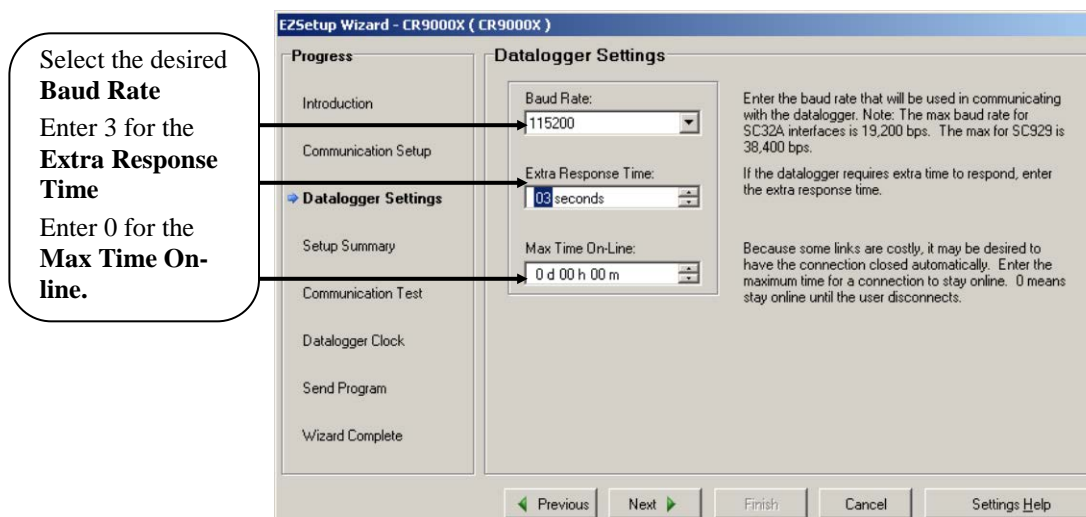 Select the desired
Baud Rate
Enter 3 for the
Extra Response
Time
Enter 0 for the
Max Time On-
line.
EZSetup Wizard - CR9000X ( CR9000X )
Progress
Introduction
Communication Setup
Datalogger Settings
Setup Summary
Communication Test
Datalogger Clock
Send Program
Wizard Complete
Datalogger Settings
Baud Rate:
115200
Enter the baud rate that will be used in communicating
with the datalogger. Note: The max baud rate for
SC32A interfaces is 19,200 bps. The max for SC929 is
38,400 bps.
Extra Response Time:
03 seconds
If the datalogger requires extra time to respond, enter
the extra response time.
Max Time On-Line:
0 d 00 h 00 m
Because some links are costly, it may be desired to
have the connection closed automatically. Enter the
maximum time for a connection to stay online. 0 means
stay online until the user disconnects.
Previous
Next
Finish
Cancel
Settings Help